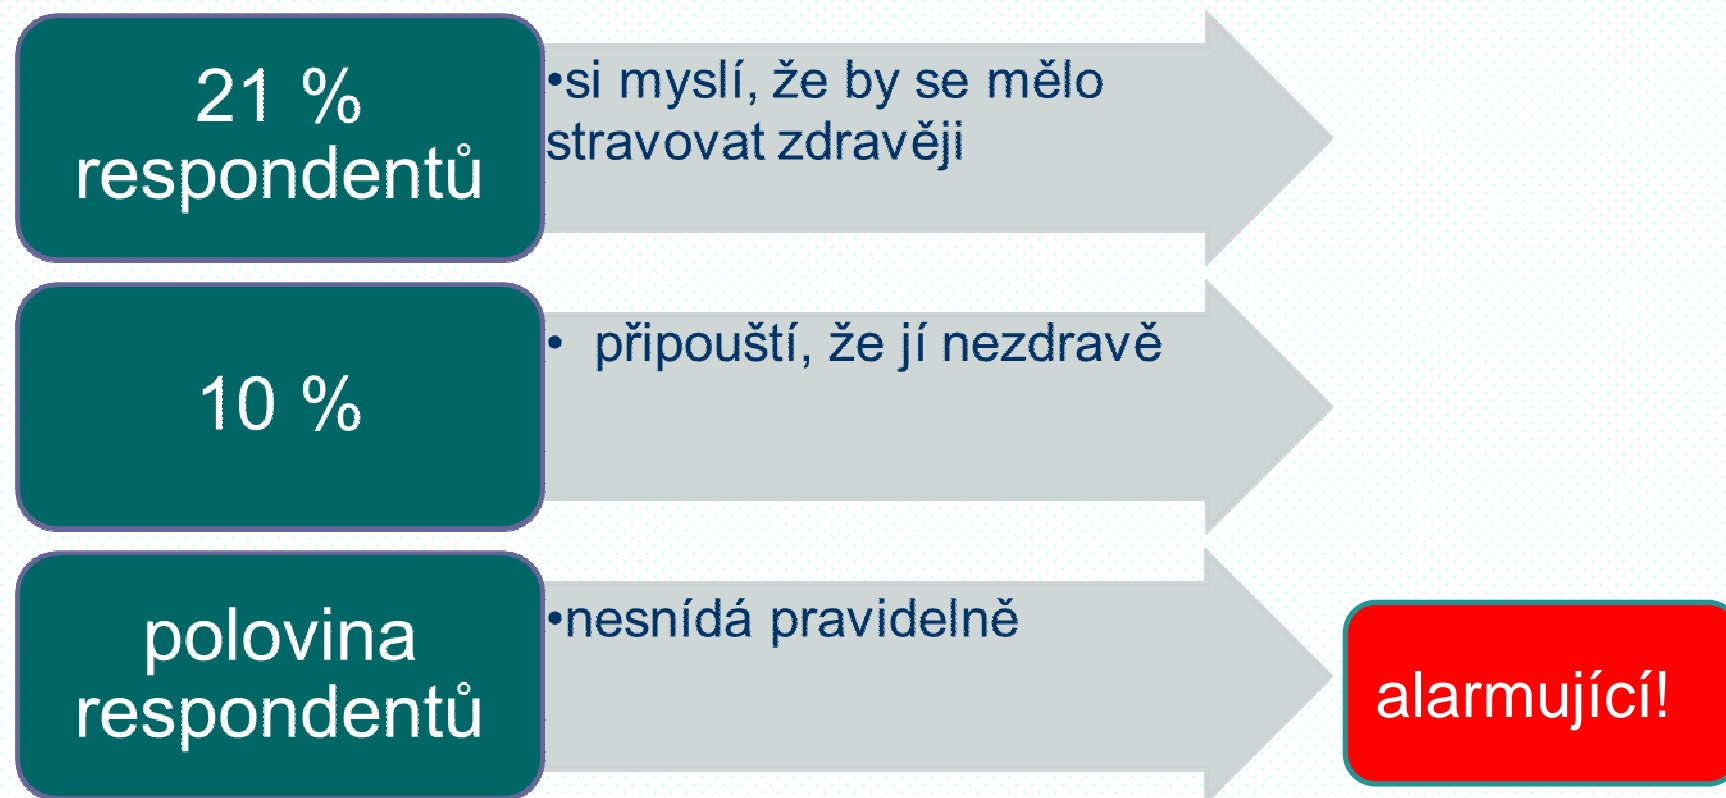 21 %
respondentů
•si myslí, že by se mělo
stravovat zdravěji
10 %
• připouští, že jí nezdravě
polovina
respondentů
•nesnídá pravidelně
alarmující!